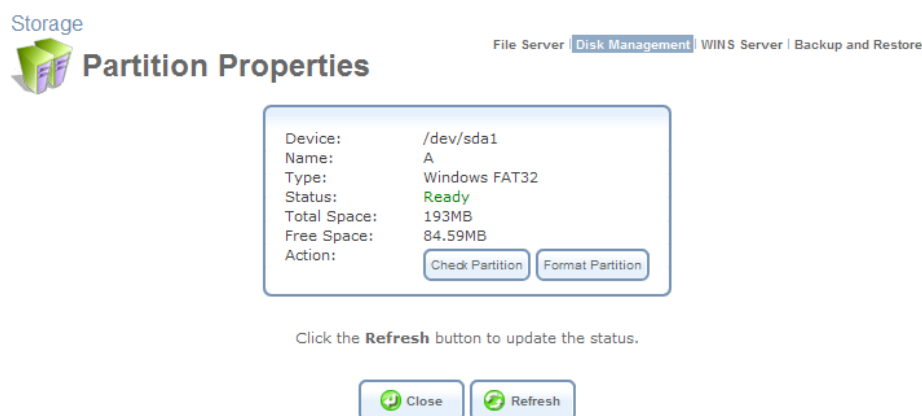 Storage
File Server | Disk Management | WINS Server | Backup and Restore
Partition Properties
Device: /dev/sda1
Name: A
Type: Windows FAT32
Status: Ready
Total Space: 193MB
Free Space: 84.59MB
Action: Check Partition Format Partition
Click the Refresh button to update the status.
Close Refresh